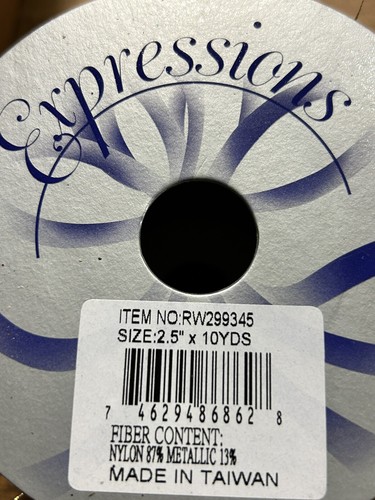 Expressions
ITEM NO:RW299345
SIZE:2.5" x 10YDS
7 4629486862 8
FIBER CONTENT:
NYLON 87% METALLIC 13%
MADE IN TAIWAN